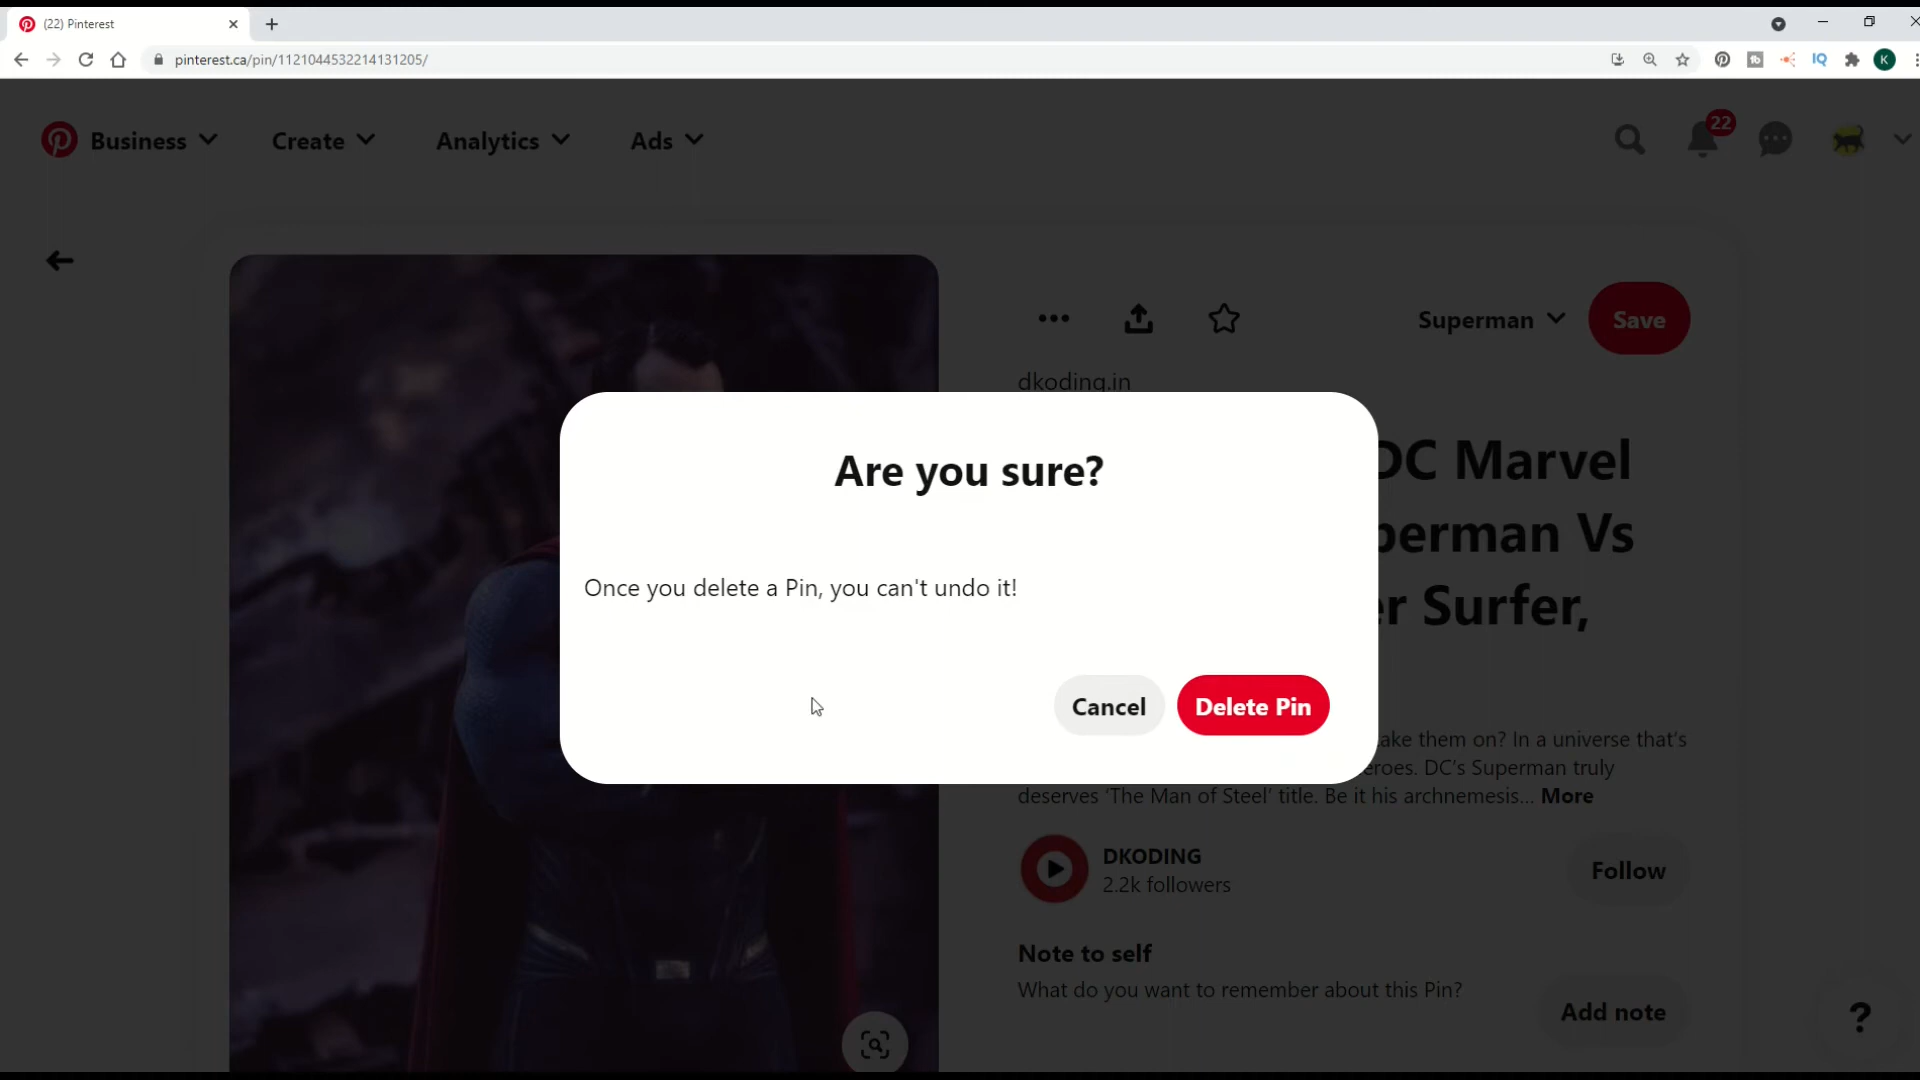 (22) Pinterest
pinterest.ca/pin/1121044532214131205/
K
Business Create Analytics Ads
22
Superman Save
dkoding.in
Are you sure?
DC Marvel
perman Vs
er Surfer,
Once you delete a Pin, you can't undo it!
Cancel Delete Pin
ake them on? In a universe that's
eroes. DC's Superman truly
deserves ‘The Man of Steel’ title. Be it his archnemesis... More
DKODING
2.2k followers
Follow
Note to self
What do you want to remember about this Pin?
Add note
?
IQ